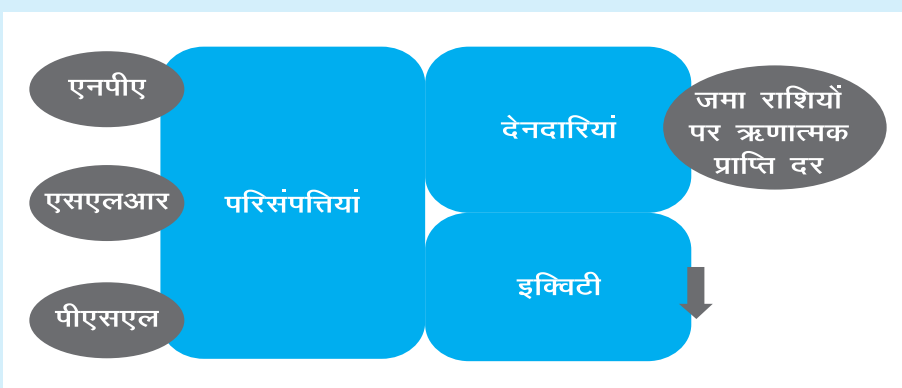 एनपीए
एसएलआर
पीएसएल
परिसंपत्तियां
देनदारियां
इक्विटी
जमा राशियों
पर ऋणात्मक
प्राप्ति दर